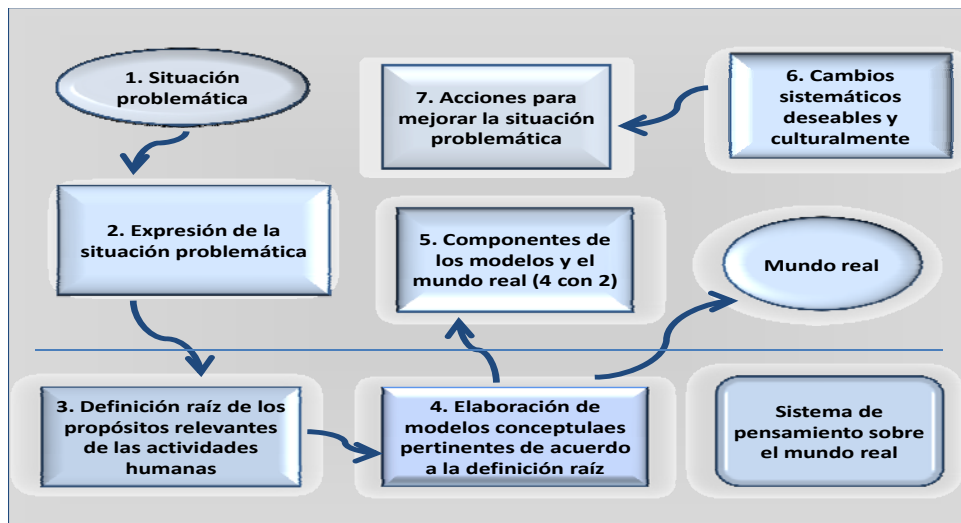 1. Situación
problemática
2. Expresión de la
situación problemática
3. Definición raíz de los
propósitos relevantes
de las actividades
humanas
4. Elaboración de
modelos conceptulaes
pertinentes de acuerdo
a la definición raíz
5. Componentes de
los modelos y el
mundo real (4 con 2)
6. Cambios
sistemáticos
deseables y
culturalmente
7. Acciones para
mejorar la situación
problemática
Mundo real
Sistema de
pensamiento sobre
el mundo real